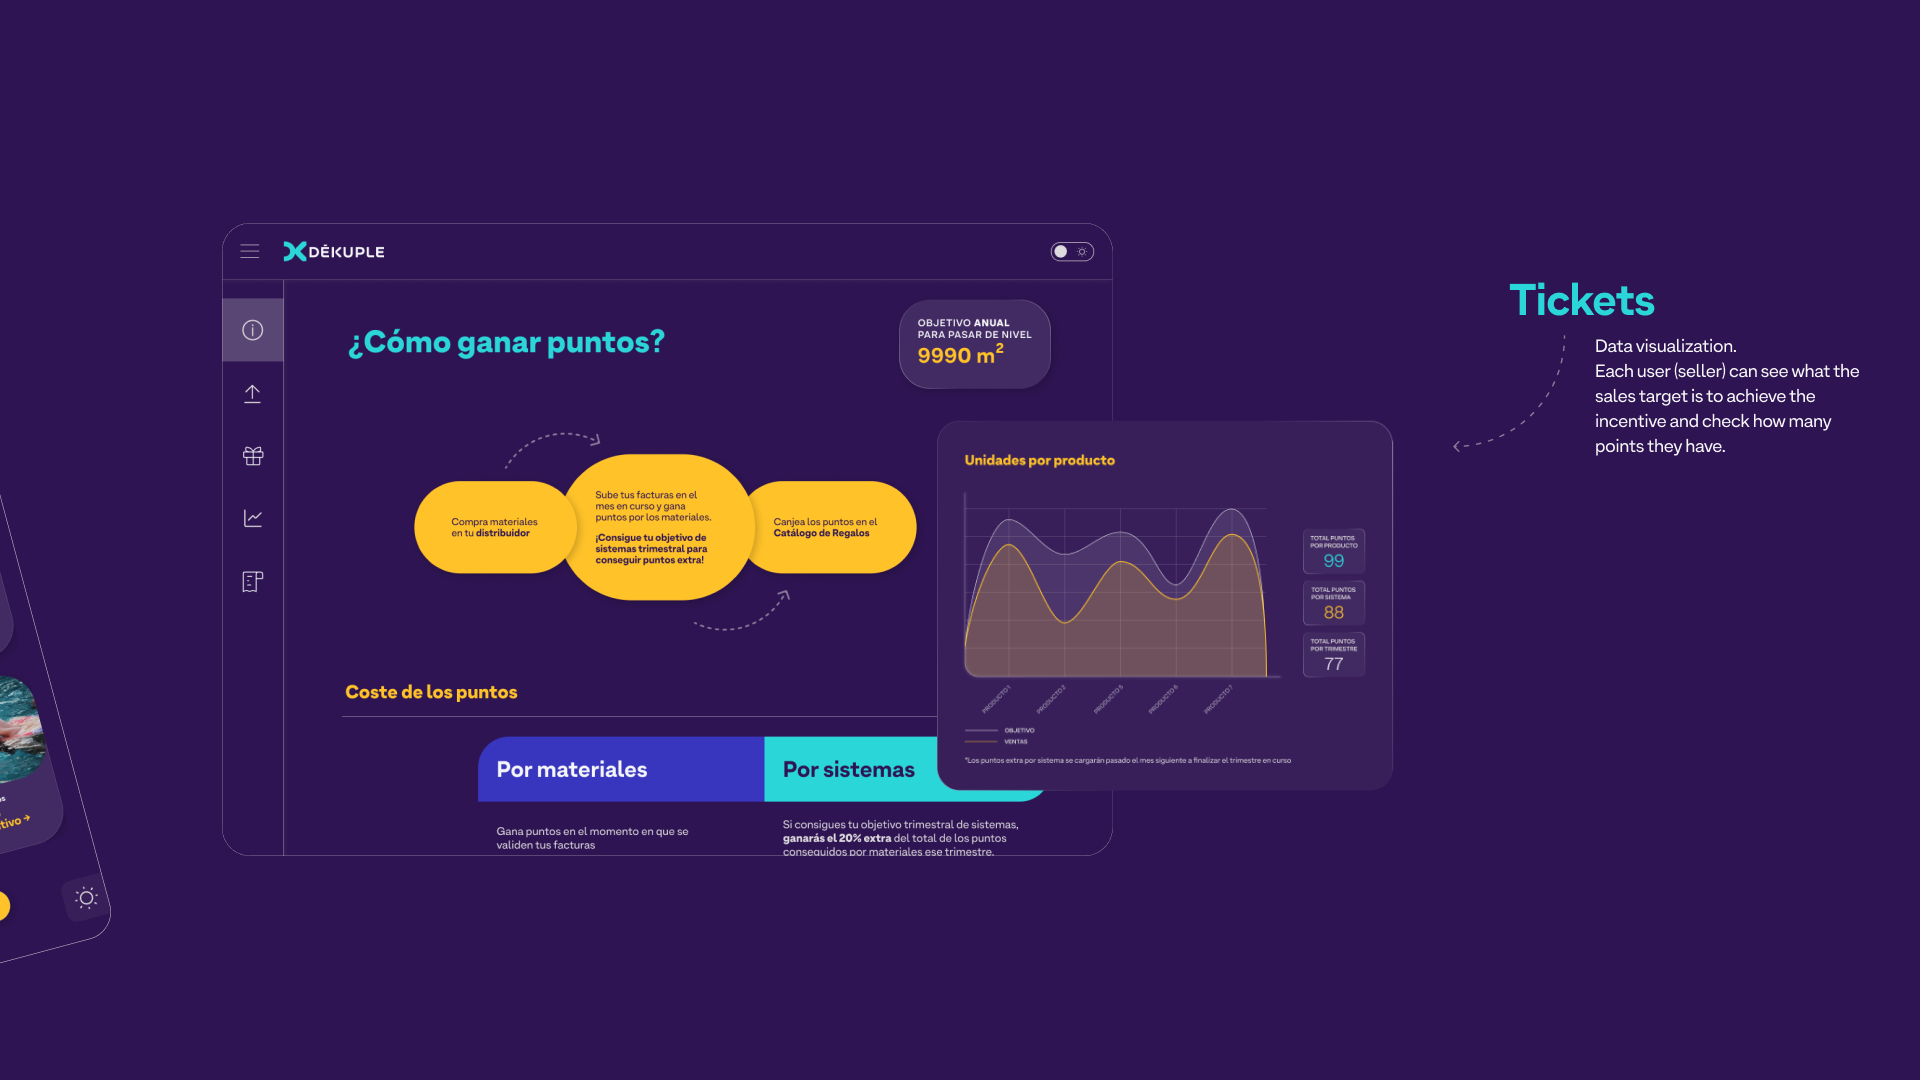 DÉKUPLE
¿Cómo ganar puntos?
OBJETIVO ANUAL
PARA PASAR DE NIVEL
9990 m²
Compra materiales
en tu distribuidor
Sube tus facturas en el
mes en curso y gana
puntos por los materiales.
¡Consigue tu objetivo de
sistemas trimestral para
conseguir puntos extra!
Canjea los puntos en el
Catálogo de Regalos
Coste de los puntos
Por materiales
Por sistemas
Gana puntos en el momento en que se
validen tus facturas
Si consigues tu objetivo trimestral de sistemas,
ganarás el 20% extra del total de los puntos
conseguidos por materiales ese trimestre.
Unidades por producto
PRODUCTO 1
PRODUCTO 2
PRODUCTO 5
PRODUCTO 6
PRODUCTO 7
OBJETIVO
VENTAS
*Los puntos extra por sistema se cargarán pasado el mes siguiente a finalizar el trimestre en curso
TOTAL PUNTOS
POR PRODUCTO
99
TOTAL PUNTOS
POR SISTEMA
88
TOTAL PUNTOS
POR TRIMESTRE
77
Tickets
Data visualization.
Each user (seller) can see what the
sales target is to achieve the
incentive and check how many
points they have.